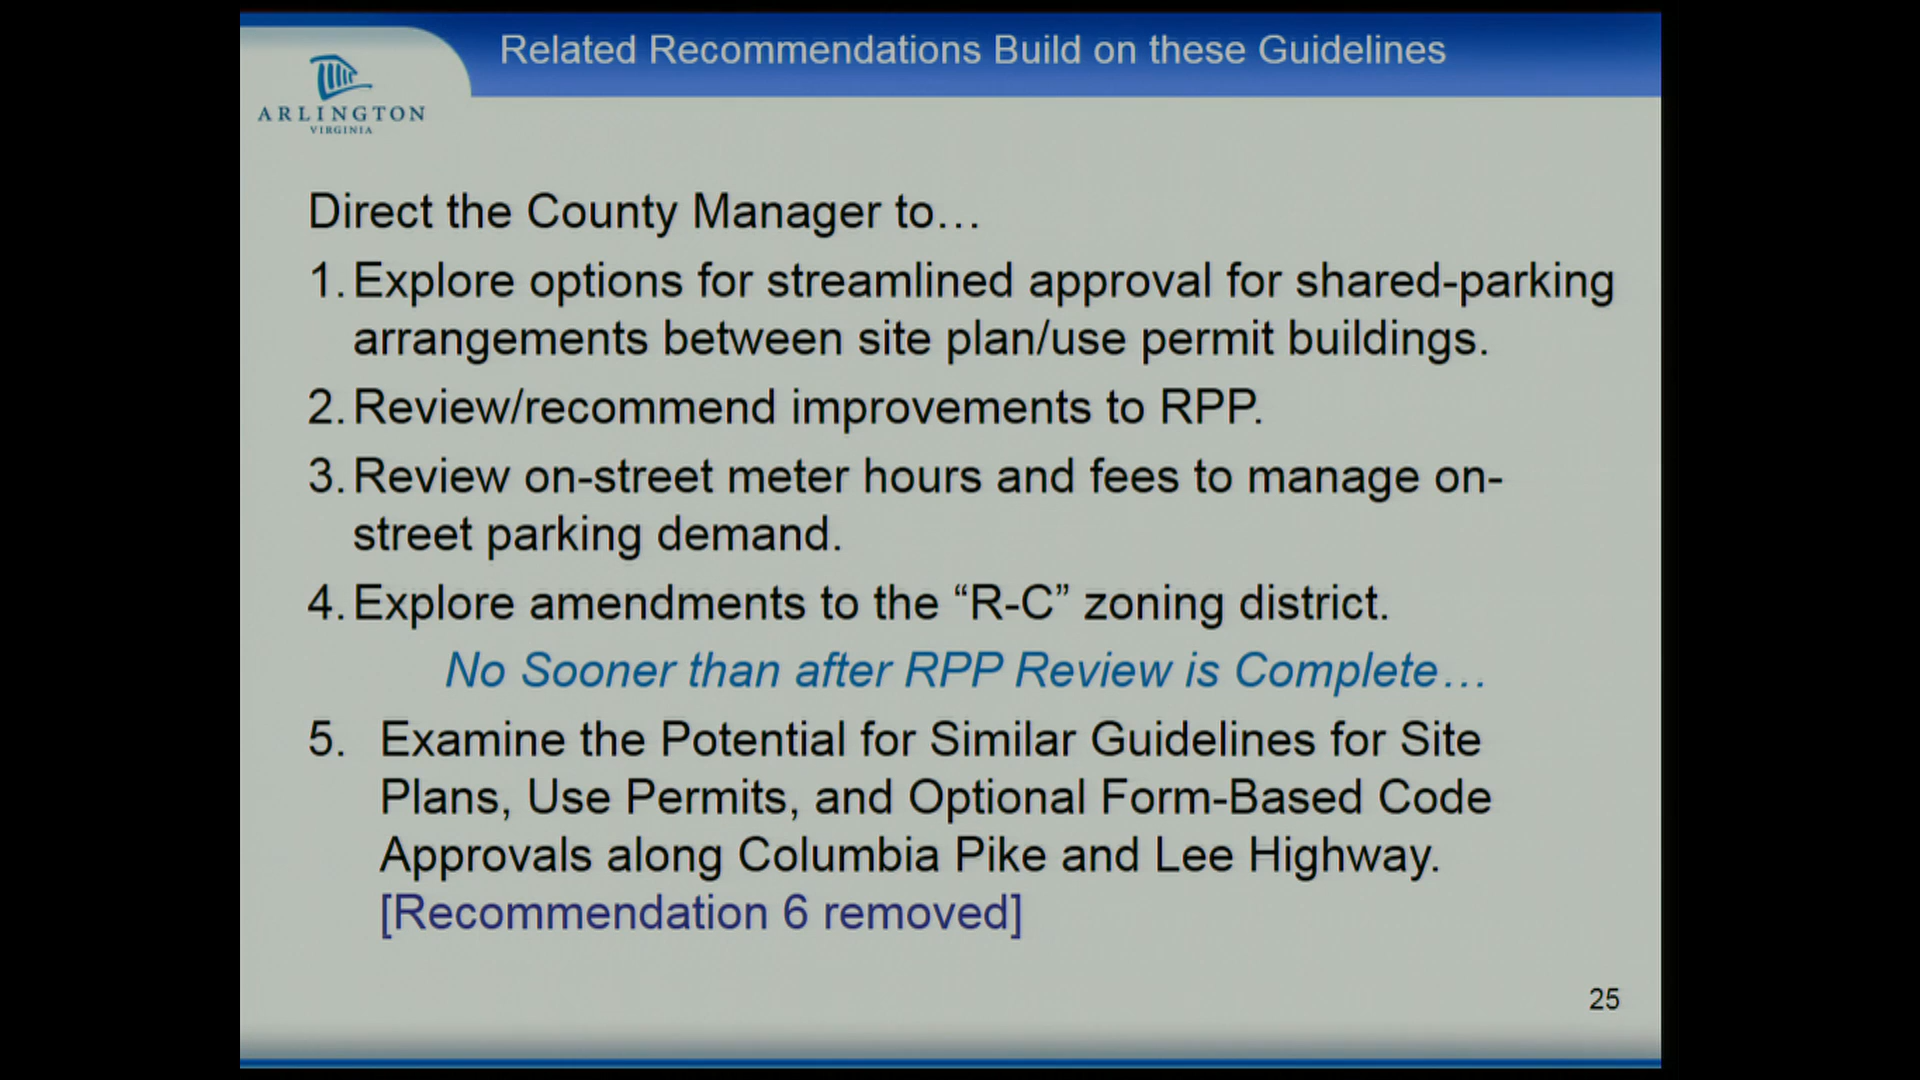 Related Recommendations Build on these Guidelines
ARLINGTON
VIRGINIA
Direct the County Manager to…
1. Explore options for streamlined approval for shared-parking
arrangements between site plan/use permit buildings.
2. Review/recommend improvements to RPP.
3. Review on-street meter hours and fees to manage on-
street parking demand.
4. Explore amendments to the “R-C” zoning district.
No Sooner than after RPP Review is Complete…
5. Examine the Potential for Similar Guidelines for Site
Plans, Use Permits, and Optional Form-Based Code
Approvals along Columbia Pike and Lee Highway.
[Recommendation 6 removed]
25